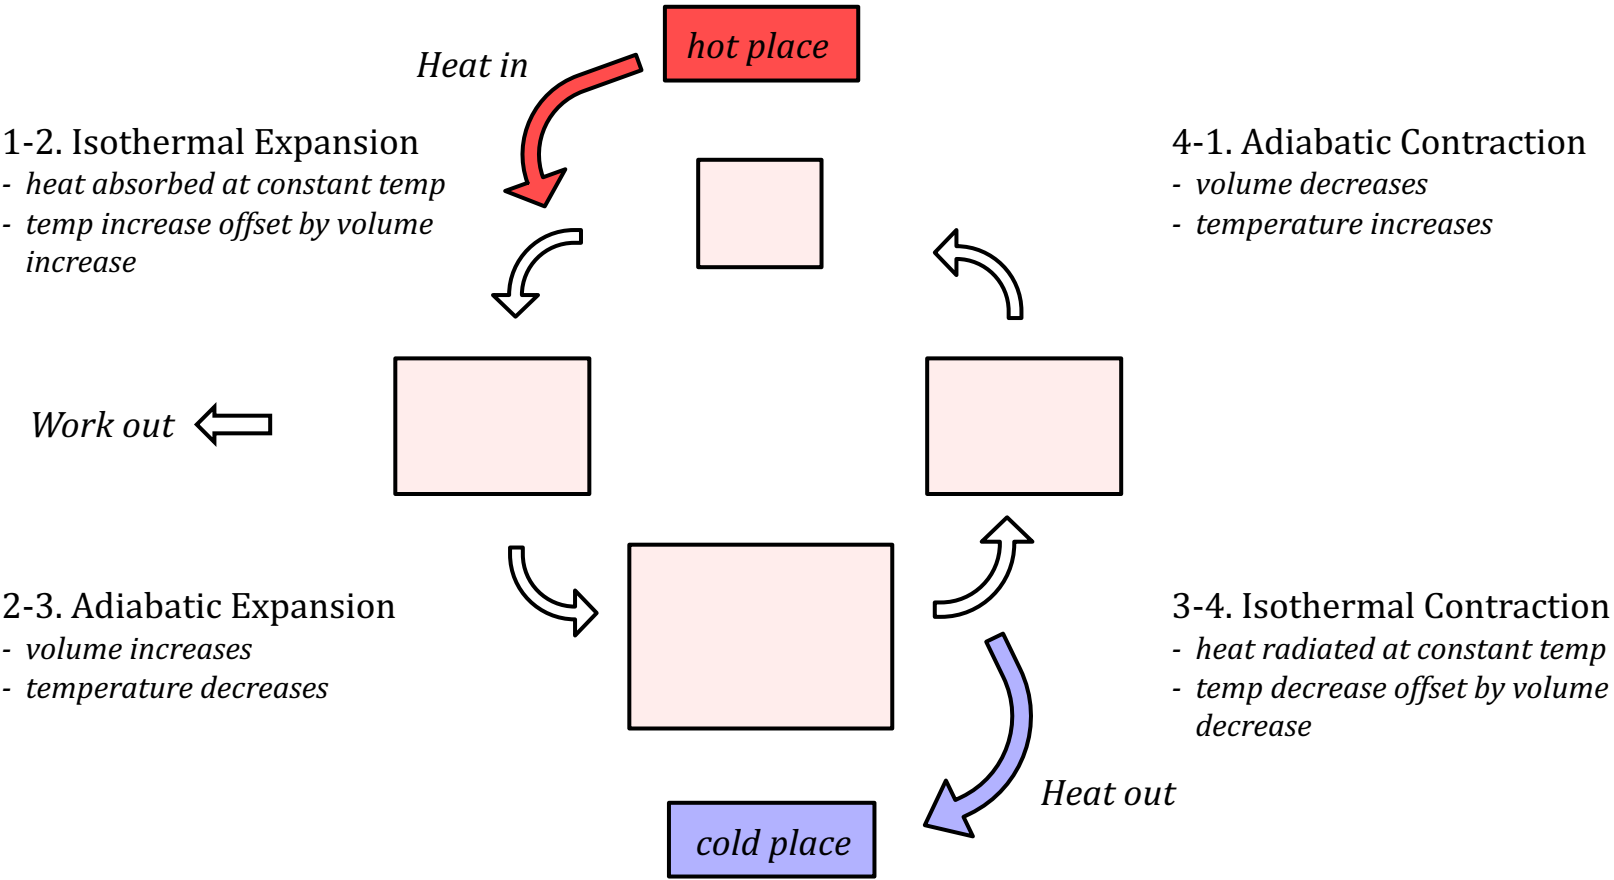 hot place
Heat in
1-2. Isothermal Expansion
- heat absorbed at constant temp
- temp increase offset by volume
increase
4-1. Adiabatic Contraction
- volume decreases
- temperature increases
Work out
2-3. Adiabatic Expansion
- volume increases
- temperature decreases
3-4. Isothermal Contraction
- heat radiated at constant temp
- temp decrease offset by volume
decrease
Heat out
cold place